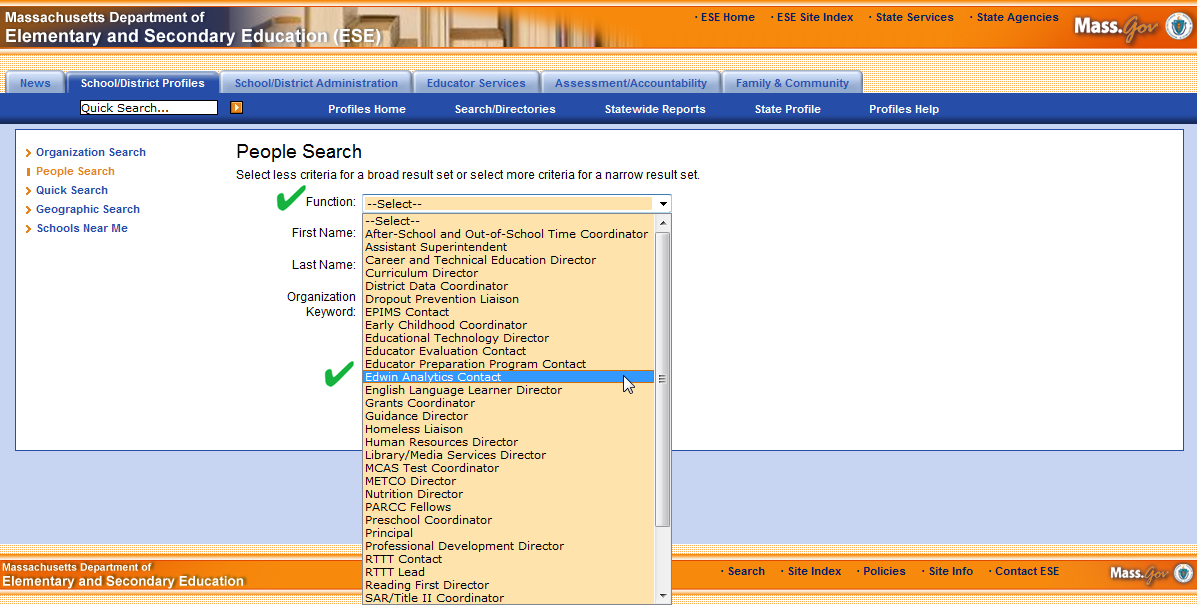 Massachusetts Department of
Elementary and Secondary Education (ESE)
· ESE Home · ESE Site Index · State Services · State Agencies
Mass.Gov
News School/District Profiles School/District Administration Educator Services Assessment/Accountability Family & Community
Quick Search... Profiles Home Search/Directories Statewide Reports State Profile Profiles Help
Organization Search
People Search
Quick Search
Geographic Search
Schools Near Me
People Search
Select less criteria for a broad result set or select more criteria for a narrow result set.
Function: --Select--
First Name:
Last Name:
Organization
Keyword:
--Select--
After-School and Out-of-School Time Coordinator
Assistant Superintendent
Career and Technical Education Director
Curriculum Director
District Data Coordinator
Dropout Prevention Liaison
EPIMS Contact
Early Childhood Coordinator
Educational Technology Director
Educator Evaluation Contact
Educator Preparation Program Contact
Edwin Analytics Contact
English Language Learner Director
Grants Coordinator
Guidance Director
Homeless Liaison
Human Resources Director
Library/Media Services Director
MCAS Test Coordinator
METCO Director
Nutrition Director
PARCC Fellows
Preschool Coordinator
Principal
Professional Development Director
RTTT Contact
RTTT Lead
Reading First Director
SAR/Title II Coordinator
Massachusetts Department of
Elementary and Secondary Education
· Search · Site Index · Policies · Site Info · Contact ESE
Mass.Gov